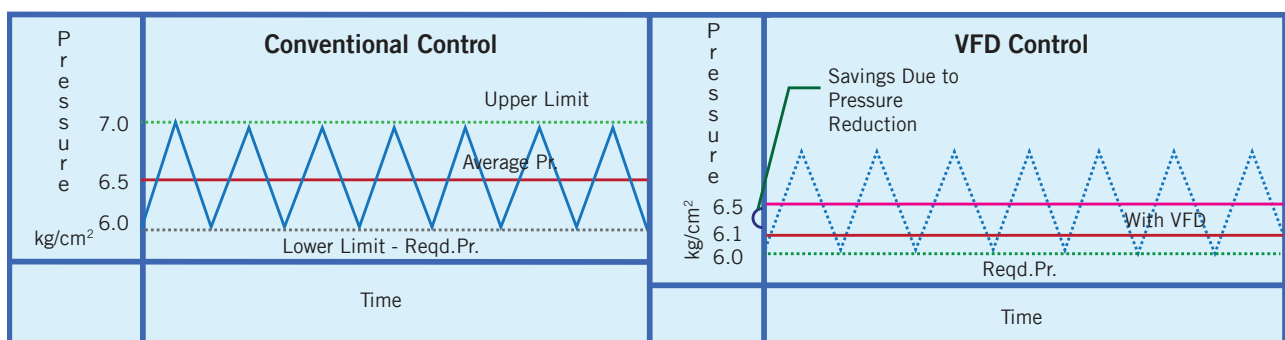 Pressure
Conventional Control
Upper Limit
7.0
Average Pr.
6.5
6.0
kg/cm²
Lower Limit - Reqd.Pr.
Time
Pressure
VFD Control
Savings Due to
Pressure
Reduction
6.5
With VFD
6.1
6.0
kg/cm²
Reqd.Pr.
Time